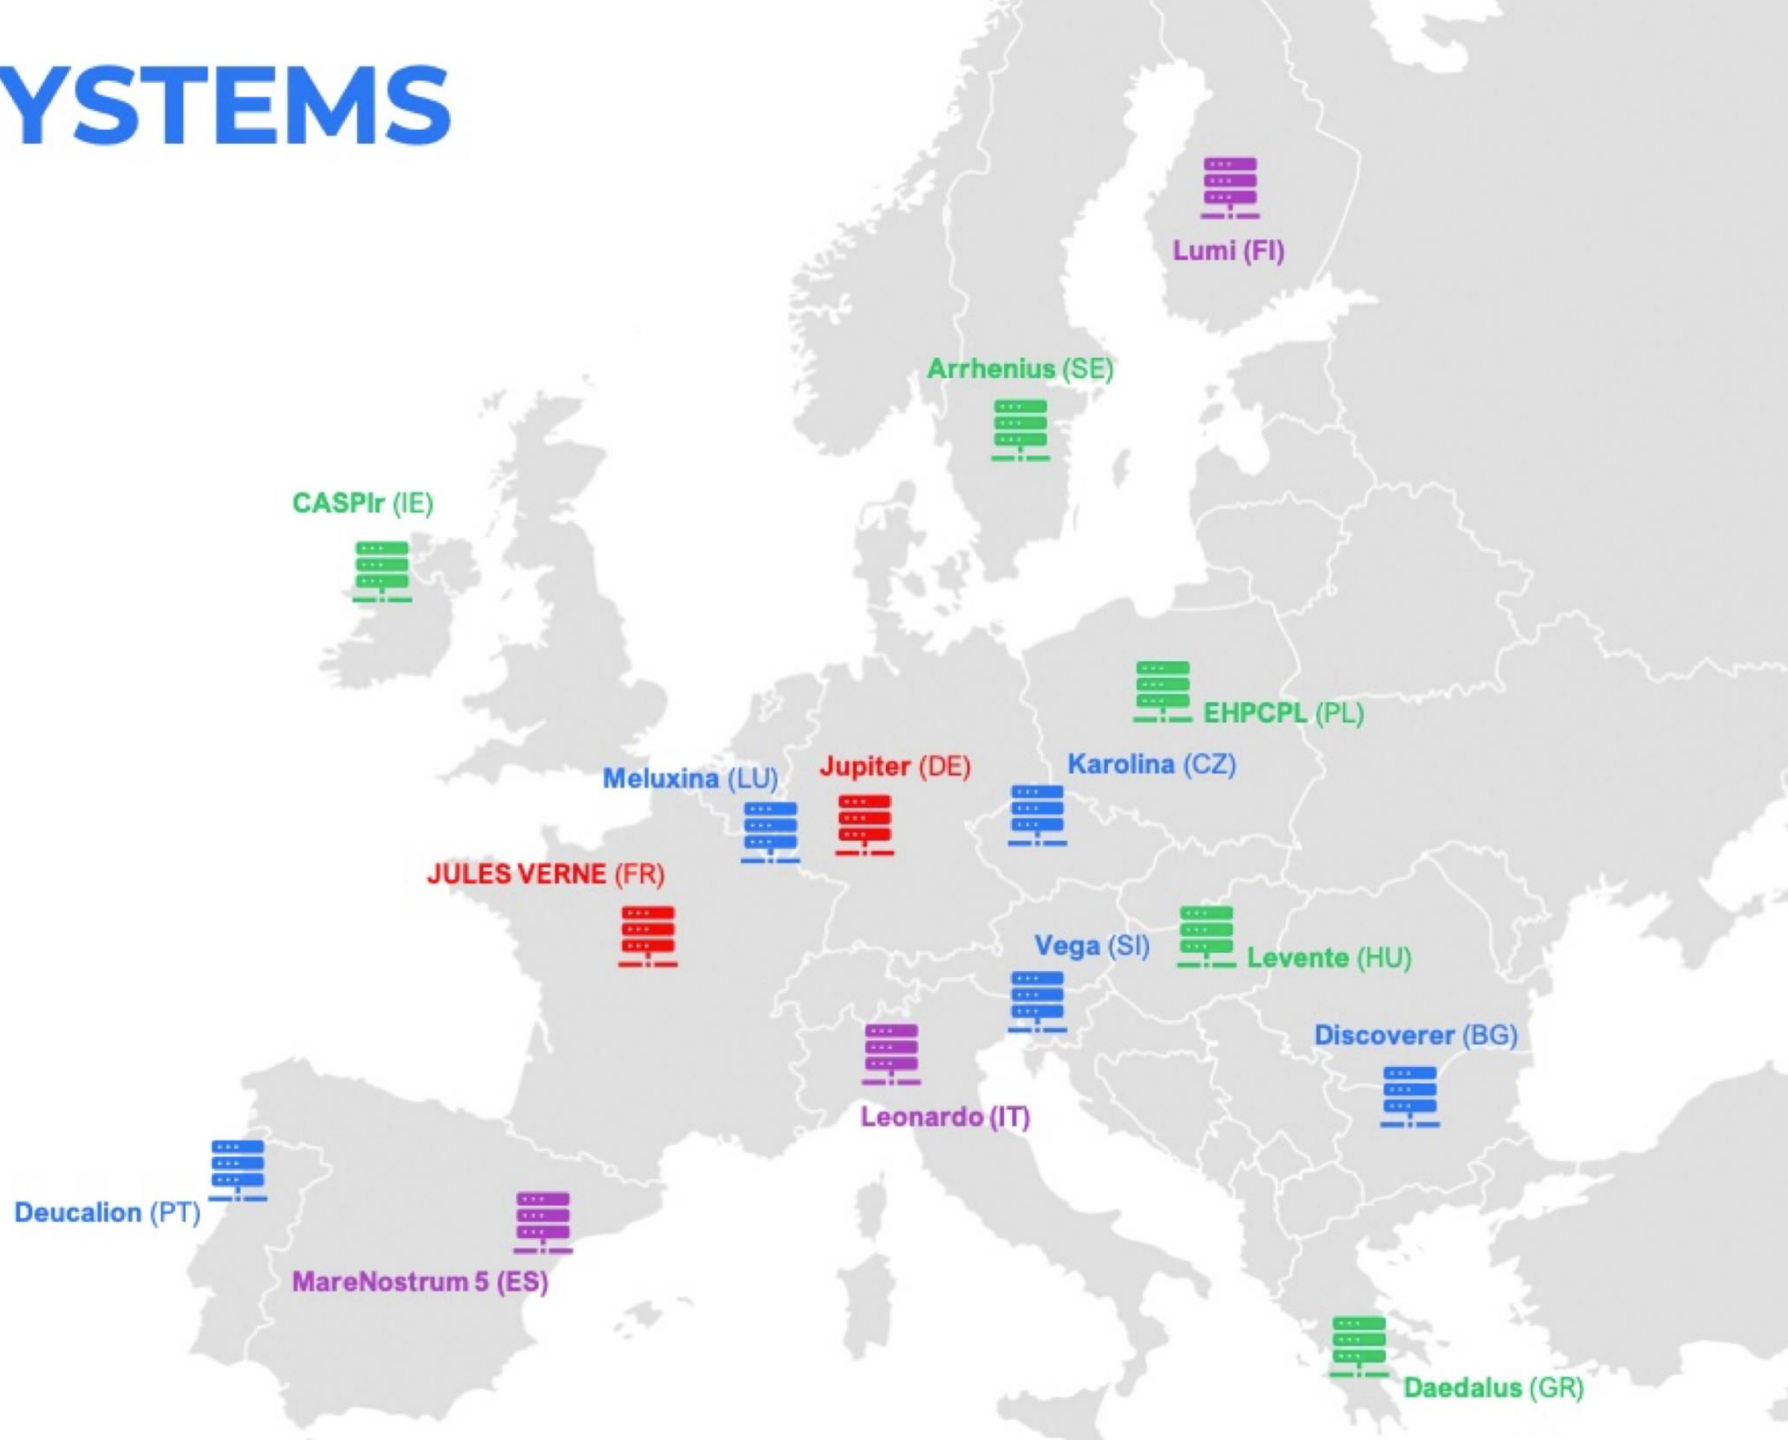 YSTEMS
Lumi (FI)
Arrhenius (SE)
CASPIr (IE)
EHPCPL (PL)
Karolina (CZ)
Jupiter (DE)
Meluxina (LU)
JULES VERNE (FR)
Vega (SI)
Levente (HU)
Discoverer (BG)
Leonardo (IT)
Deucalion (PT)
MareNostrum 5 (ES)
Daedalus (GR)